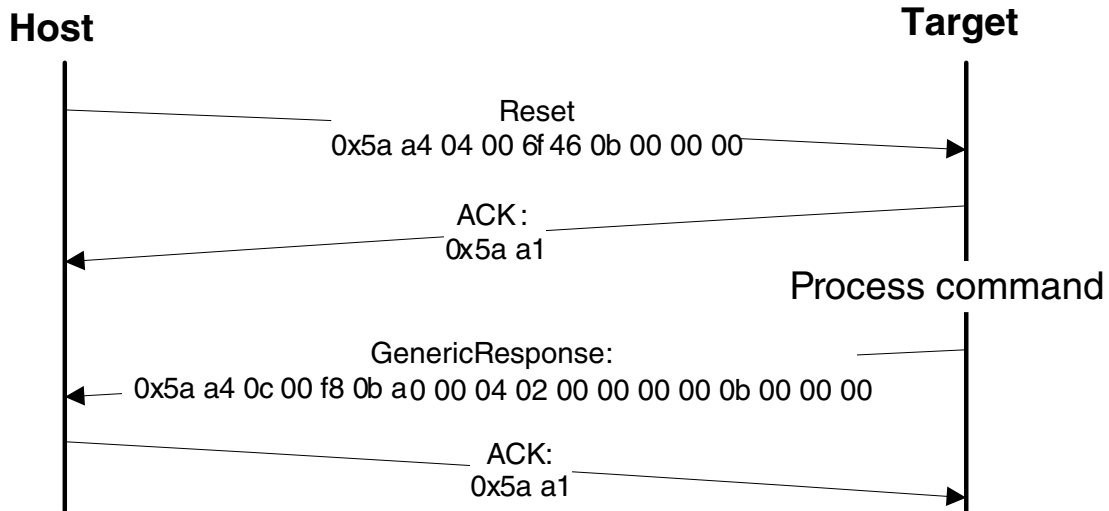 Host
Target
Reset
0x5a a4 04 00 6f 46 0b 00 00 00
ACK:
0x5a a1
Process command
GenericResponse:
0x5a a4 0c 00 f8 0b a0 00 04 02 00 00 00 00 0b 00 00 00
ACK:
0x5a a1